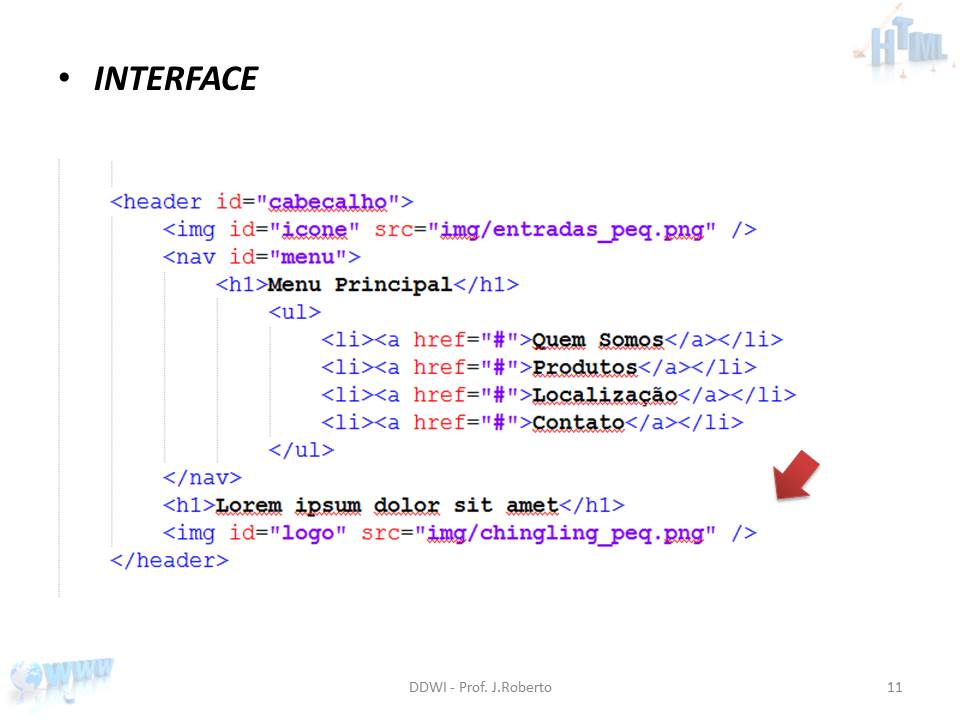 HTML
• INTERFACE
<header id="cabecalho">
<img id="icone" src="img/entradas_peq.png" />
<nav id="menu">
<h1>Menu Principal</h1>
<ul>
<li><a href="#">Quem Somos</a></li>
<li><a href="#">Produtos</a></li>
<li><a href="#">Localização</a></li>
<li><a href="#">Contato</a></li>
</ul>
</nav>
<h1>Lorem ipsum dolor sit amet</h1>
<img id="logo" src="img/chingling_peq.png" />
</header>
WWW
DDWI - Prof. J.Roberto
11